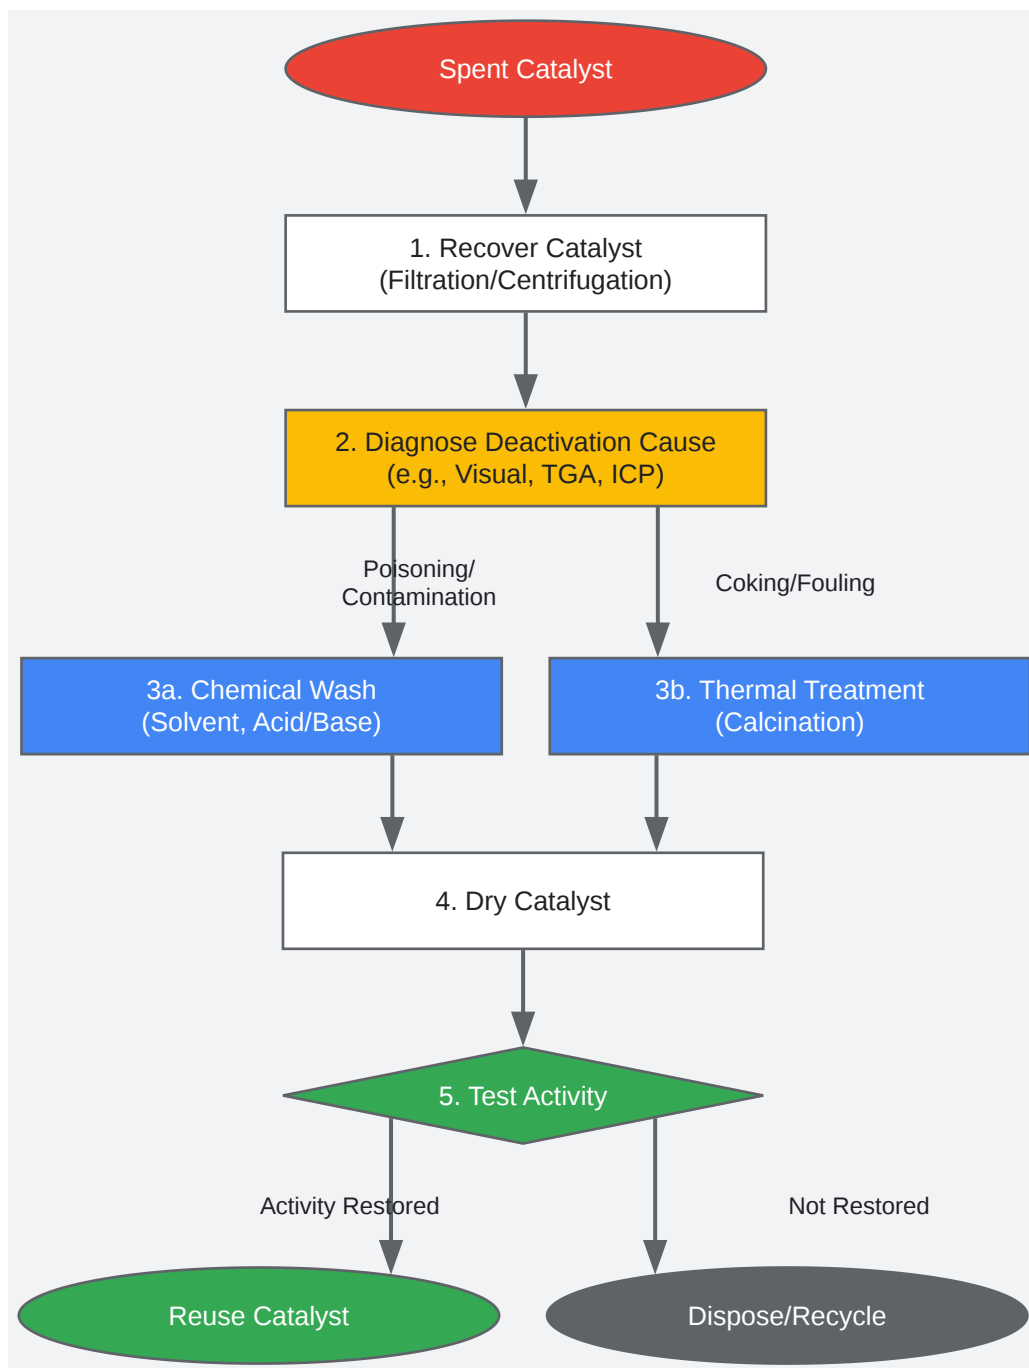 Spent Catalyst
1. Recover Catalyst
(Filtration/Centrifugation)
2. Diagnose Deactivation Cause
(e.g., Visual, TGA, ICP)
Poisoning/
Contamination
Coking/Fouling
3a. Chemical Wash
(Solvent, Acid/Base)
3b. Thermal Treatment
(Calcination)
4. Dry Catalyst
5. Test Activity
Activity Restored
Not Restored
Reuse Catalyst
Dispose/Recycle